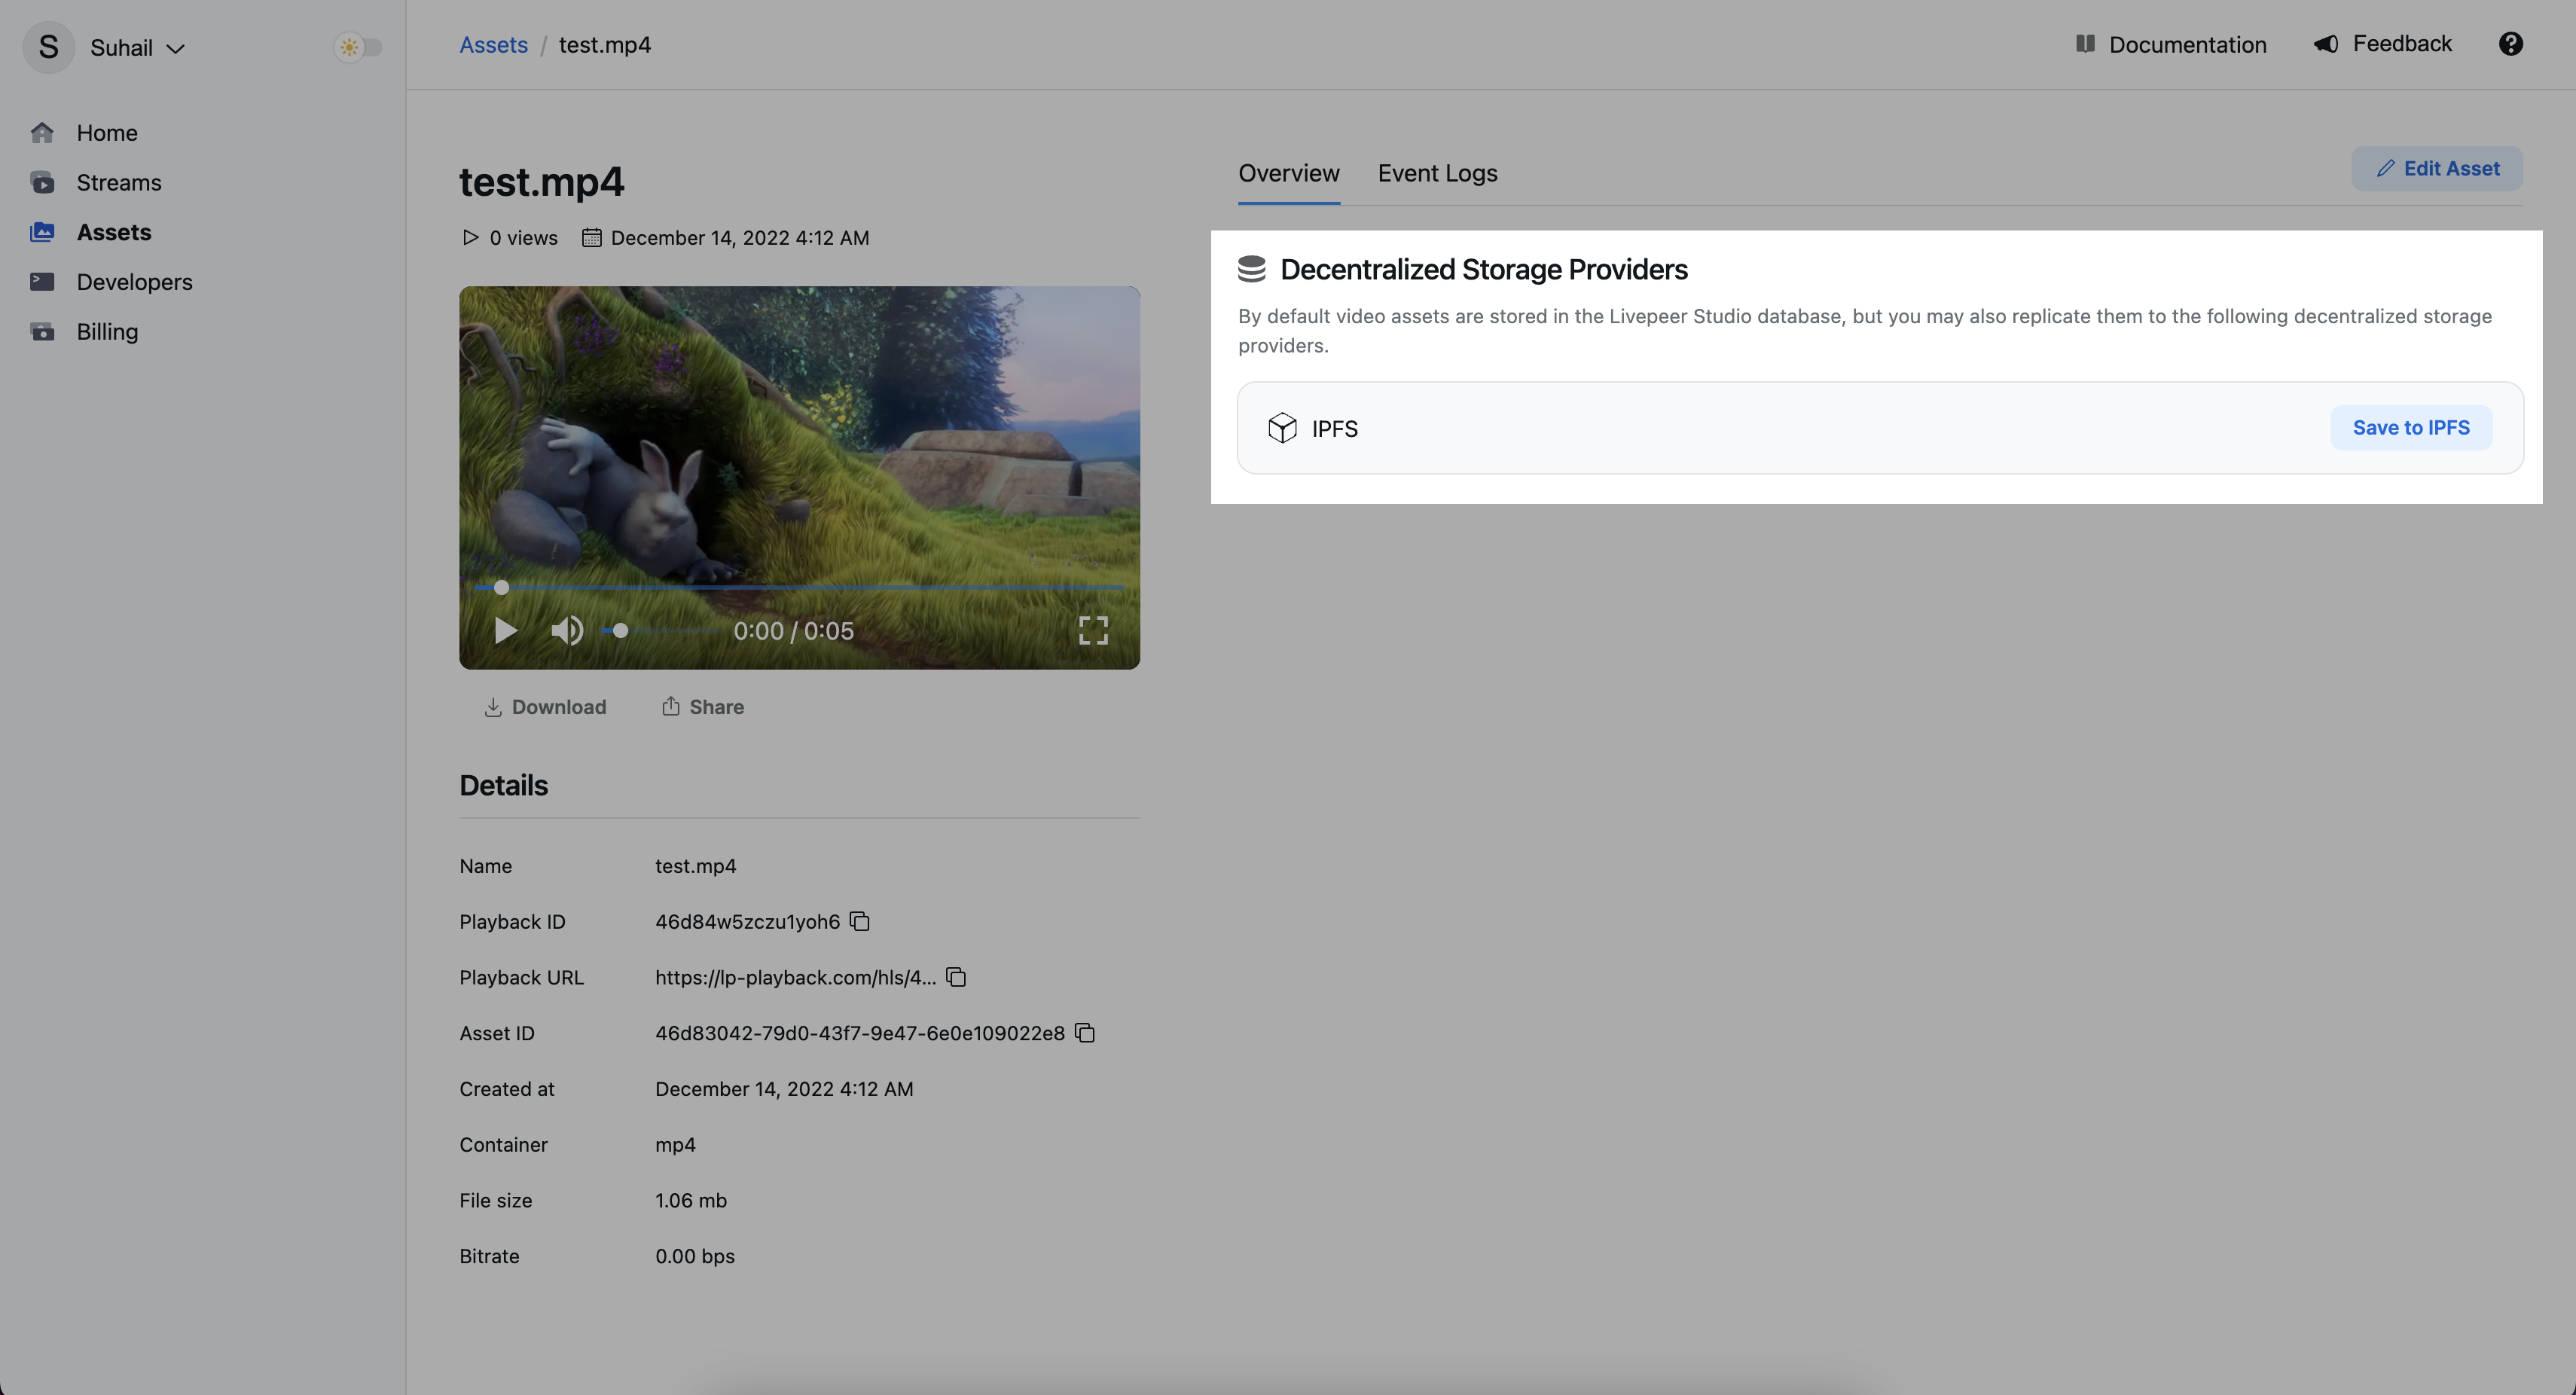 S
Suhail
Home
Streams
Assets
Developers
Billing
Assets / test.mp4
Documentation
Feedback
?
test.mp4
0 views
December 14, 2022 4:12 AM
0:00 / 0:05
Download
Share
Details
Name
test.mp4
Playback ID
46d84w5zczu1yoh6
Playback URL
https://lp-playback.com/hls/4...
Asset ID
46d83042-79d0-43f7-9e47-6e0e109022e8
Created at
December 14, 2022 4:12 AM
Container
mp4
File size
1.06 mb
Bitrate
0.00 bps
Overview
Event Logs
Edit Asset
Decentralized Storage Providers
By default video assets are stored in the Livepeer Studio database, but you may also replicate them to the following decentralized storage
providers.
IPFS
Save to IPFS